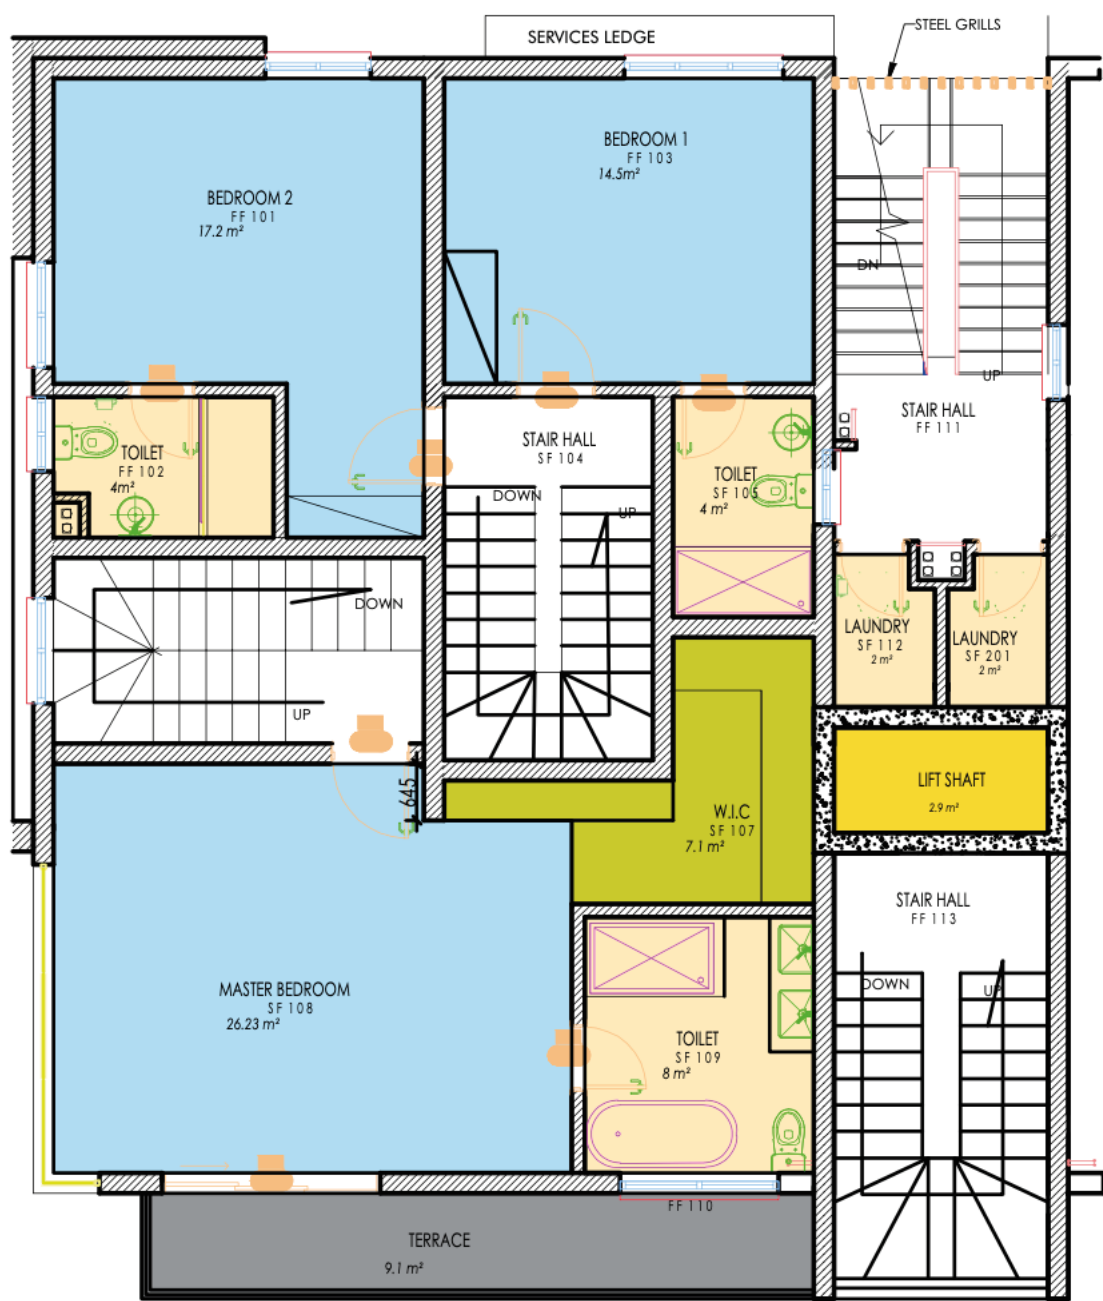 SERVICES LEDGE
STEEL GRILLS
BEDROOM 1
FF 103
14.5m²
BEDROOM 2
FF 101
17.2 m²
DN
UP
STAIR HALL
FF 111
STAIR HALL
SF 104
TOILET
FF 102
4m²
TOILET
SF 105
4 m²
DOWN
UP
DOWN
UP
LAUNDRY
SF 112
2 m²
LAUNDRY
SF 201
2 m²
645
LIFT SHAFT
2.9 m²
W.I.C
SF 107
7.1 m²
STAIR HALL
FF 113
DOWN
UP
MASTER BEDROOM
SF 108
26.23 m²
TOILET
SF 109
8 m²
FF 110
TERRACE
9.1 m²